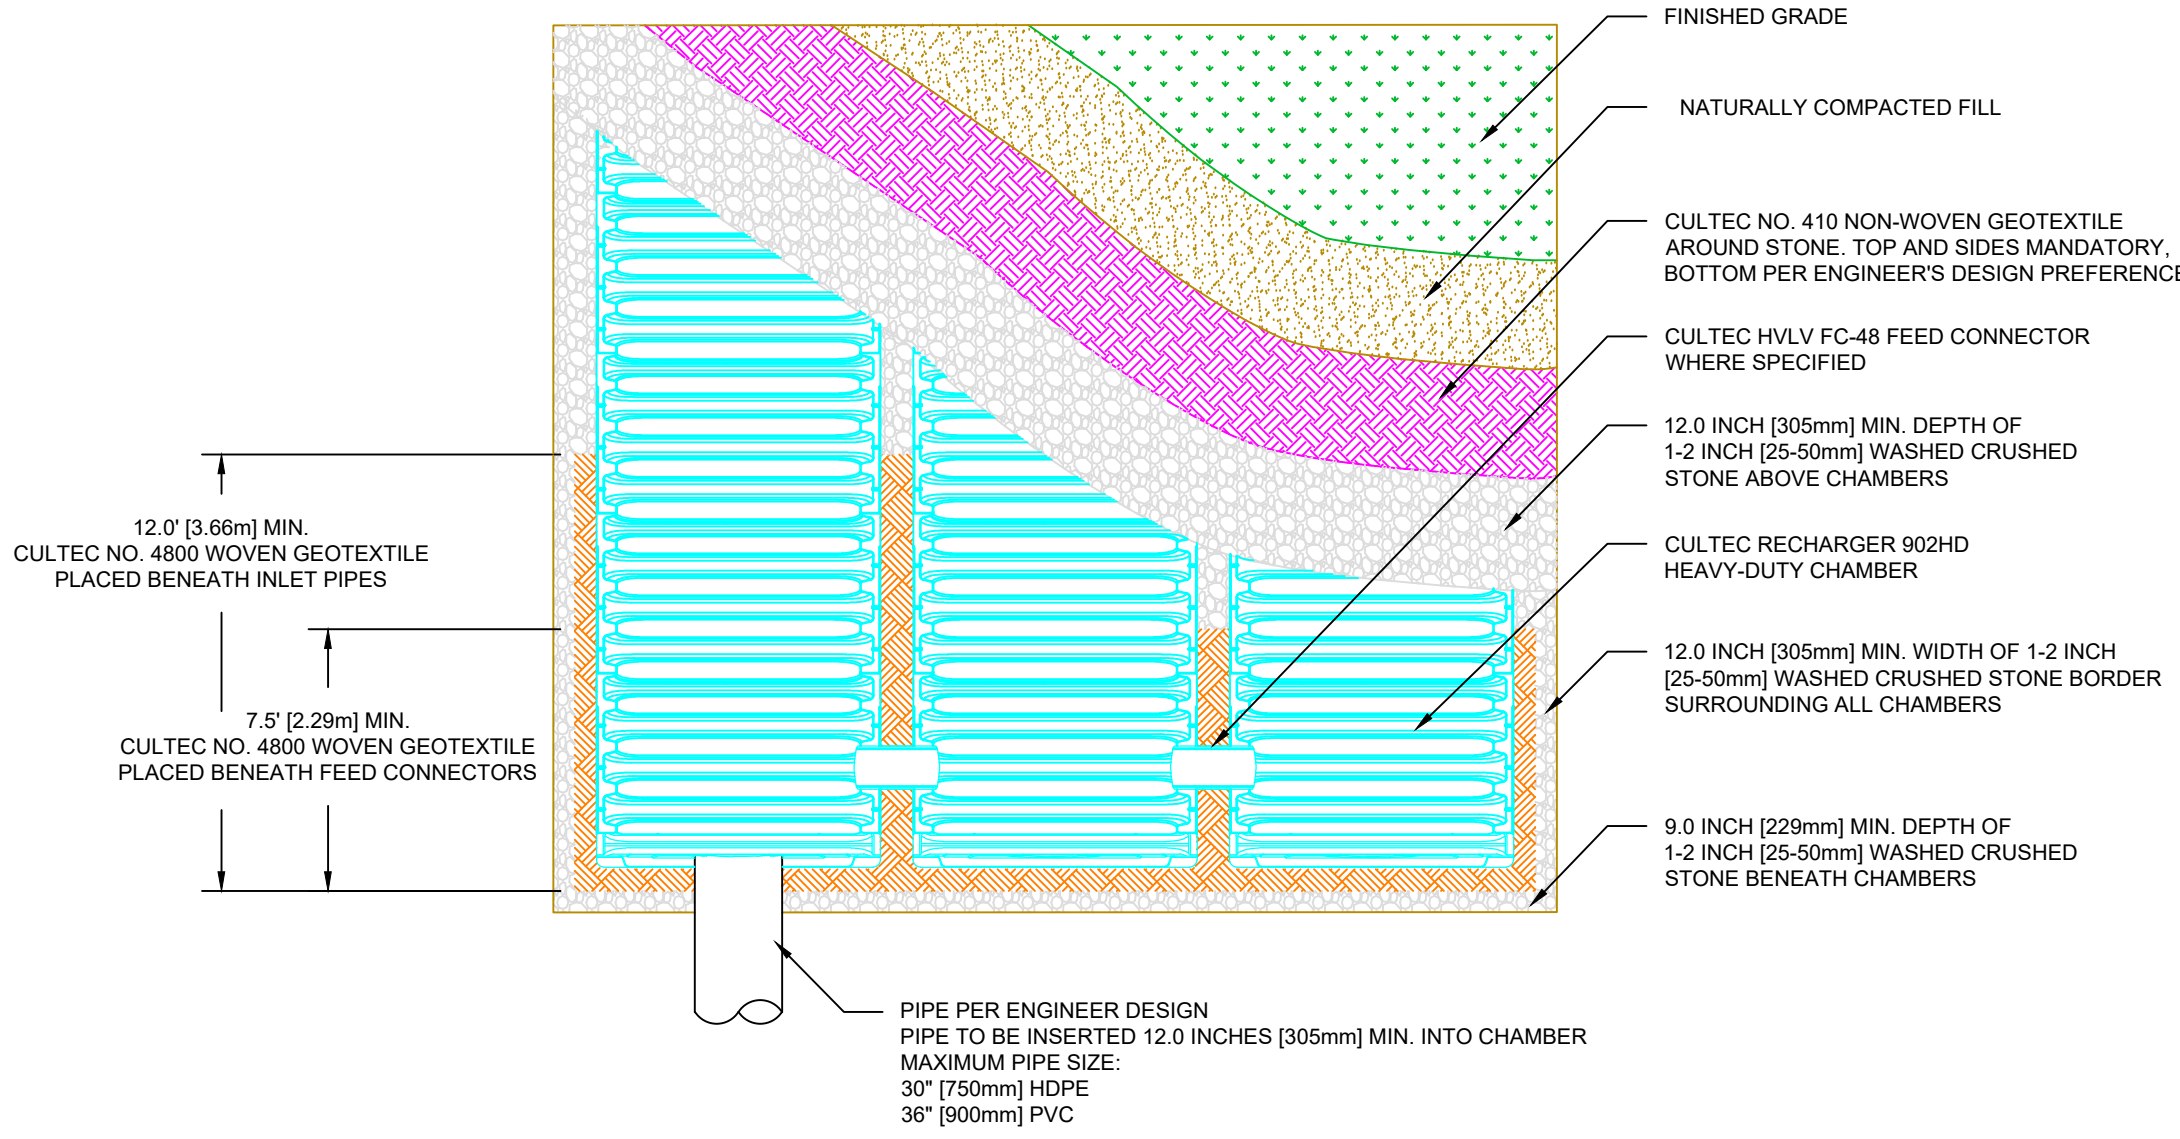 FINISHED GRADE
NATURALLY COMPACTED FILL
CULTEC NO. 410 NON-WOVEN GEOTEXTILE
AROUND STONE. TOP AND SIDES MANDATORY,
BOTTOM PER ENGINEER'S DESIGN PREFERENCE
CULTEC HVLV FC-48 FEED CONNECTOR
WHERE SPECIFIED
12.0 INCH [305mm] MIN. DEPTH OF
1-2 INCH [25-50mm] WASHED CRUSHED
STONE ABOVE CHAMBERS
CULTEC RECHARGER 902HD
HEAVY-DUTY CHAMBER
12.0 INCH [305mm] MIN. WIDTH OF 1-2 INCH
[25-50mm] WASHED CRUSHED STONE BORDER
SURROUNDING ALL CHAMBERS
9.0 INCH [229mm] MIN. DEPTH OF
1-2 INCH [25-50mm] WASHED CRUSHED
STONE BENEATH CHAMBERS
12.0' [3.66m] MIN.
CULTEC NO. 4800 WOVEN GEOTEXTILE
PLACED BENEATH INLET PIPES
7.5' [2.29m] MIN.
CULTEC NO. 4800 WOVEN GEOTEXTILE
PLACED BENEATH FEED CONNECTORS
PIPE PER ENGINEER DESIGN
PIPE TO BE INSERTED 12.0 INCHES [305mm] MIN. INTO CHAMBER
MAXIMUM PIPE SIZE:
30" [750mm] HDPE
36" [900mm] PVC